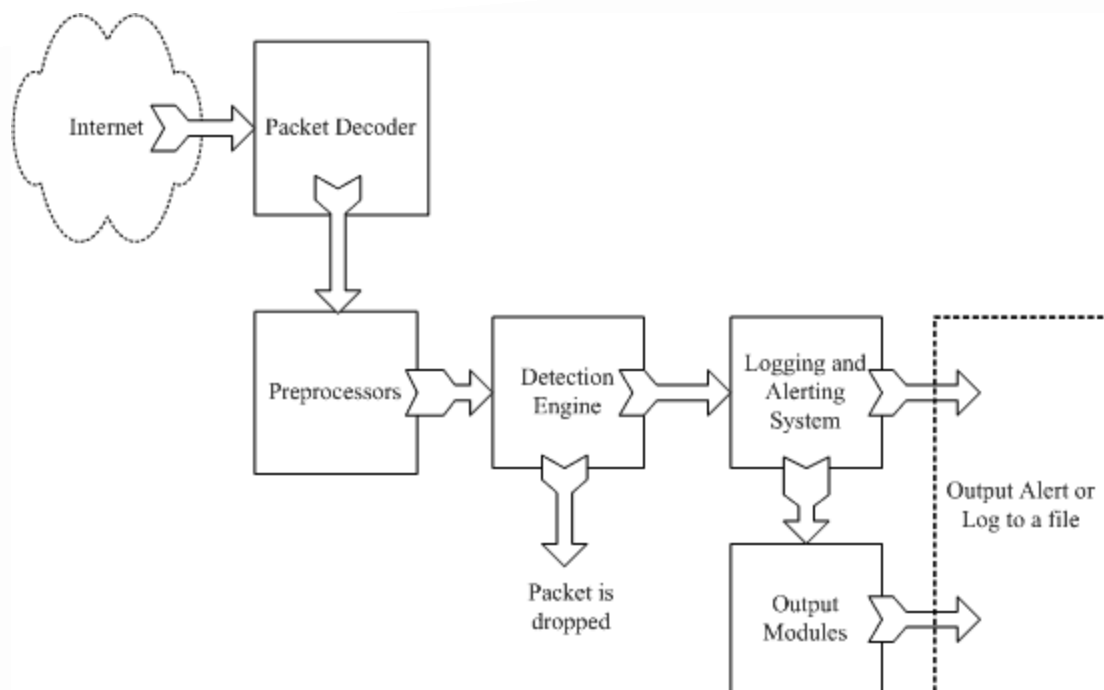 Internet
Packet Decoder
Preprocessors
Detection
Engine
Logging and
Alerting
System
Output Alert or
Log to a file
Packet is
dropped
Output
Modules